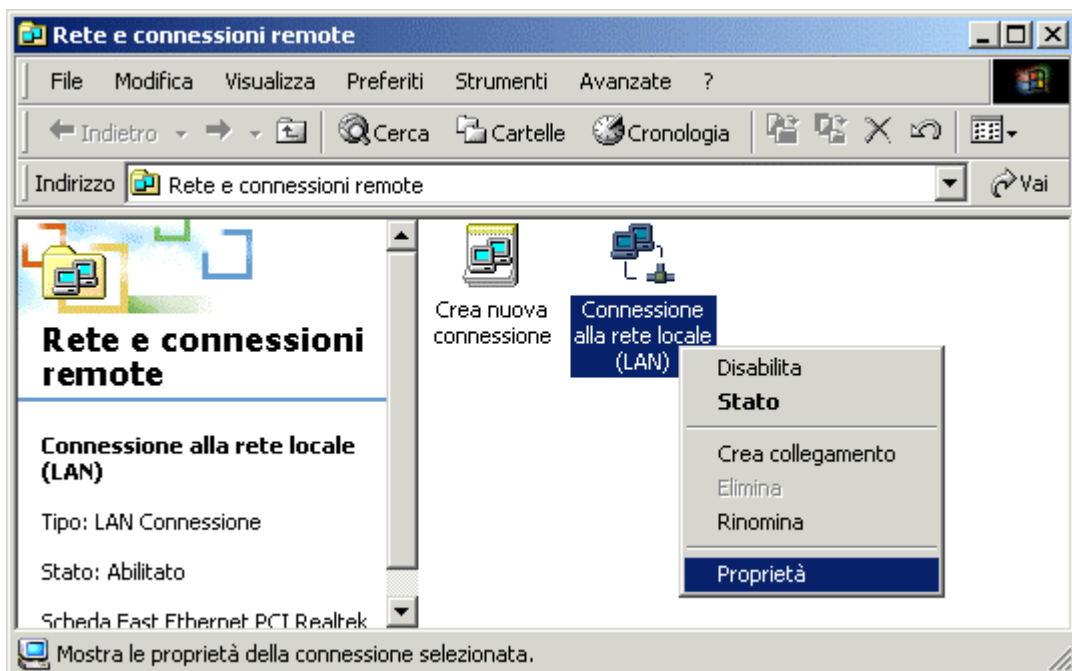 Rete e connessioni remote
File Modifica Visualizza Preferiti Strumenti Avanzate ?
Indietro Cerca Cartelle Cronologia
Indirizzo Rete e connessioni remote Vai
Rete e connessioni
remote
Connessione alla rete locale
(LAN)
Tipo: LAN Connessione
Stato: Abilitato
Scheda Fast Ethernet PCI Realtek
Crea nuova
connessione
Connessione
alla rete locale
(LAN)
Disabilita
Stato
Crea collegamento
Elimina
Rinomina
Proprietà
Mostra le proprietà della connessione selezionata.